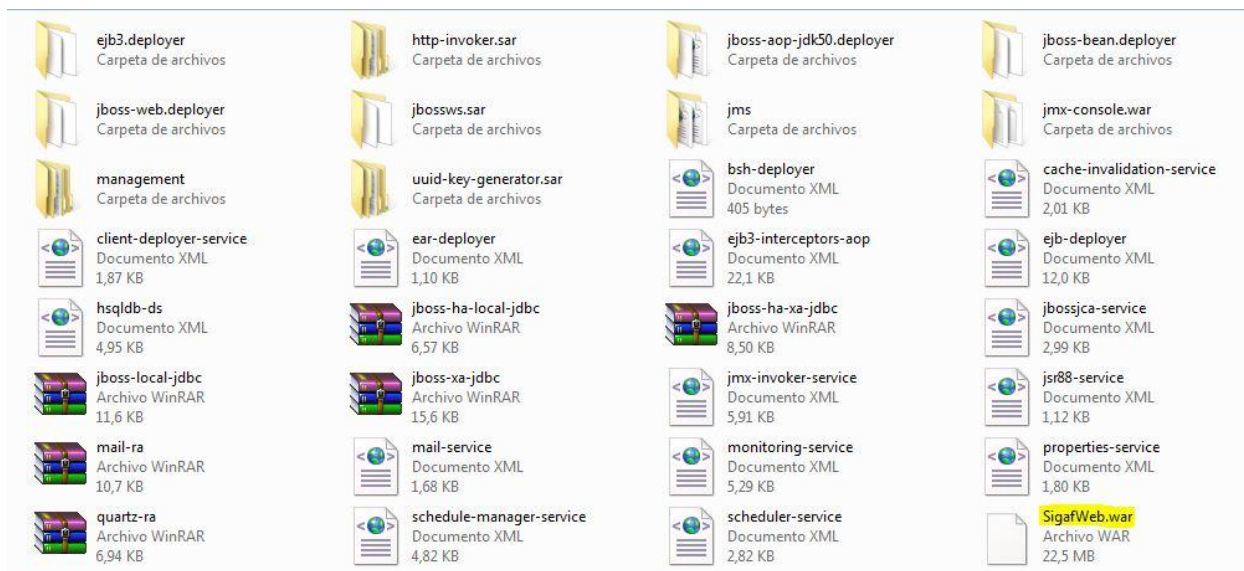 ejb3.deployer
Carpeta de archivos
http-invoker.sar
Carpeta de archivos
jboss-aop-jdk50.deployer
Carpeta de archivos
jboss-bean.deployer
Carpeta de archivos
jboss-web.deployer
Carpeta de archivos
jbossws.sar
Carpeta de archivos
jms
Carpeta de archivos
jmx-console.war
Carpeta de archivos
management
Carpeta de archivos
uuid-key-generator.sar
Carpeta de archivos
bsh-deployer
Documento XML
405 bytes
cache-invalidation-service
Documento XML
2,01 KB
client-deployer-service
Documento XML
1,87 KB
ear-deployer
Documento XML
1,10 KB
ejb3-interceptors-aop
Documento XML
22,1 KB
ejb-deployer
Documento XML
12,0 KB
hsqldb-ds
Documento XML
4,95 KB
jboss-ha-local-jdbc
Archivo WinRAR
6,57 KB
jboss-ha-xa-jdbc
Archivo WinRAR
8,50 KB
jbossjca-service
Documento XML
2,99 KB
jboss-local-jdbc
Archivo WinRAR
11,6 KB
jboss-xa-jdbc
Archivo WinRAR
15,6 KB
jmx-invoker-service
Documento XML
5,91 KB
jsr88-service
Documento XML
1,12 KB
mail-ra
Archivo WinRAR
10,7 KB
mail-service
Documento XML
1,68 KB
monitoring-service
Documento XML
5,29 KB
properties-service
Documento XML
1,80 KB
quartz-ra
Archivo WinRAR
6,94 KB
schedule-manager-service
Documento XML
4,82 KB
scheduler-service
Documento XML
2,82 KB
SigafWeb.war
Archivo WAR
22,5 MB